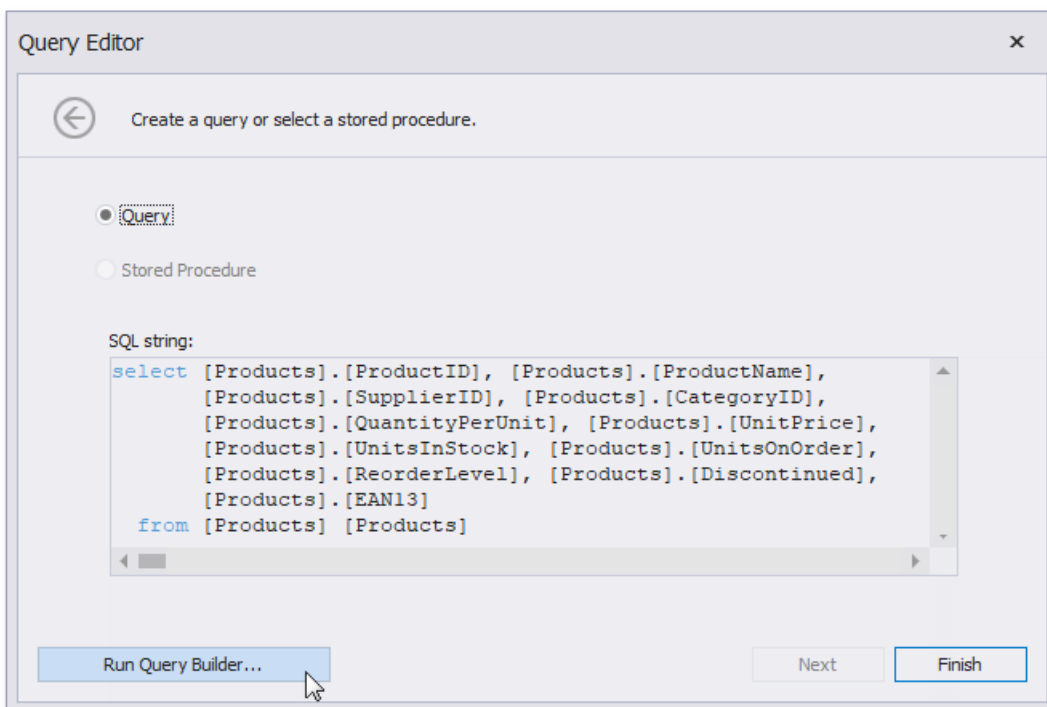 Query Editor
Create a query or select a stored procedure.
Query
Stored Procedure
SQL string:
select [Products].[ProductID], [Products].[ProductName],
[Products].[SupplierID], [Products].[CategoryID],
[Products].[QuantityPerUnit], [Products].[UnitPrice],
[Products].[UnitsInStock], [Products].[UnitsOnOrder],
[Products].[ReorderLevel], [Products].[Discontinued],
[Products].[EAN13]
from [Products] [Products]
Run Query Builder... Next Finish